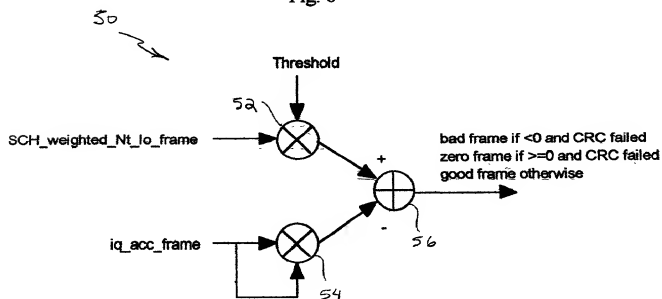 50
Threshold
52
SCH_weighted_Nt_Io_frame
bad frame if <0 and CRC failed
zero frame if >=0 and CRC failed
good frame otherwise
+
-
56
iq_acc_frame
54